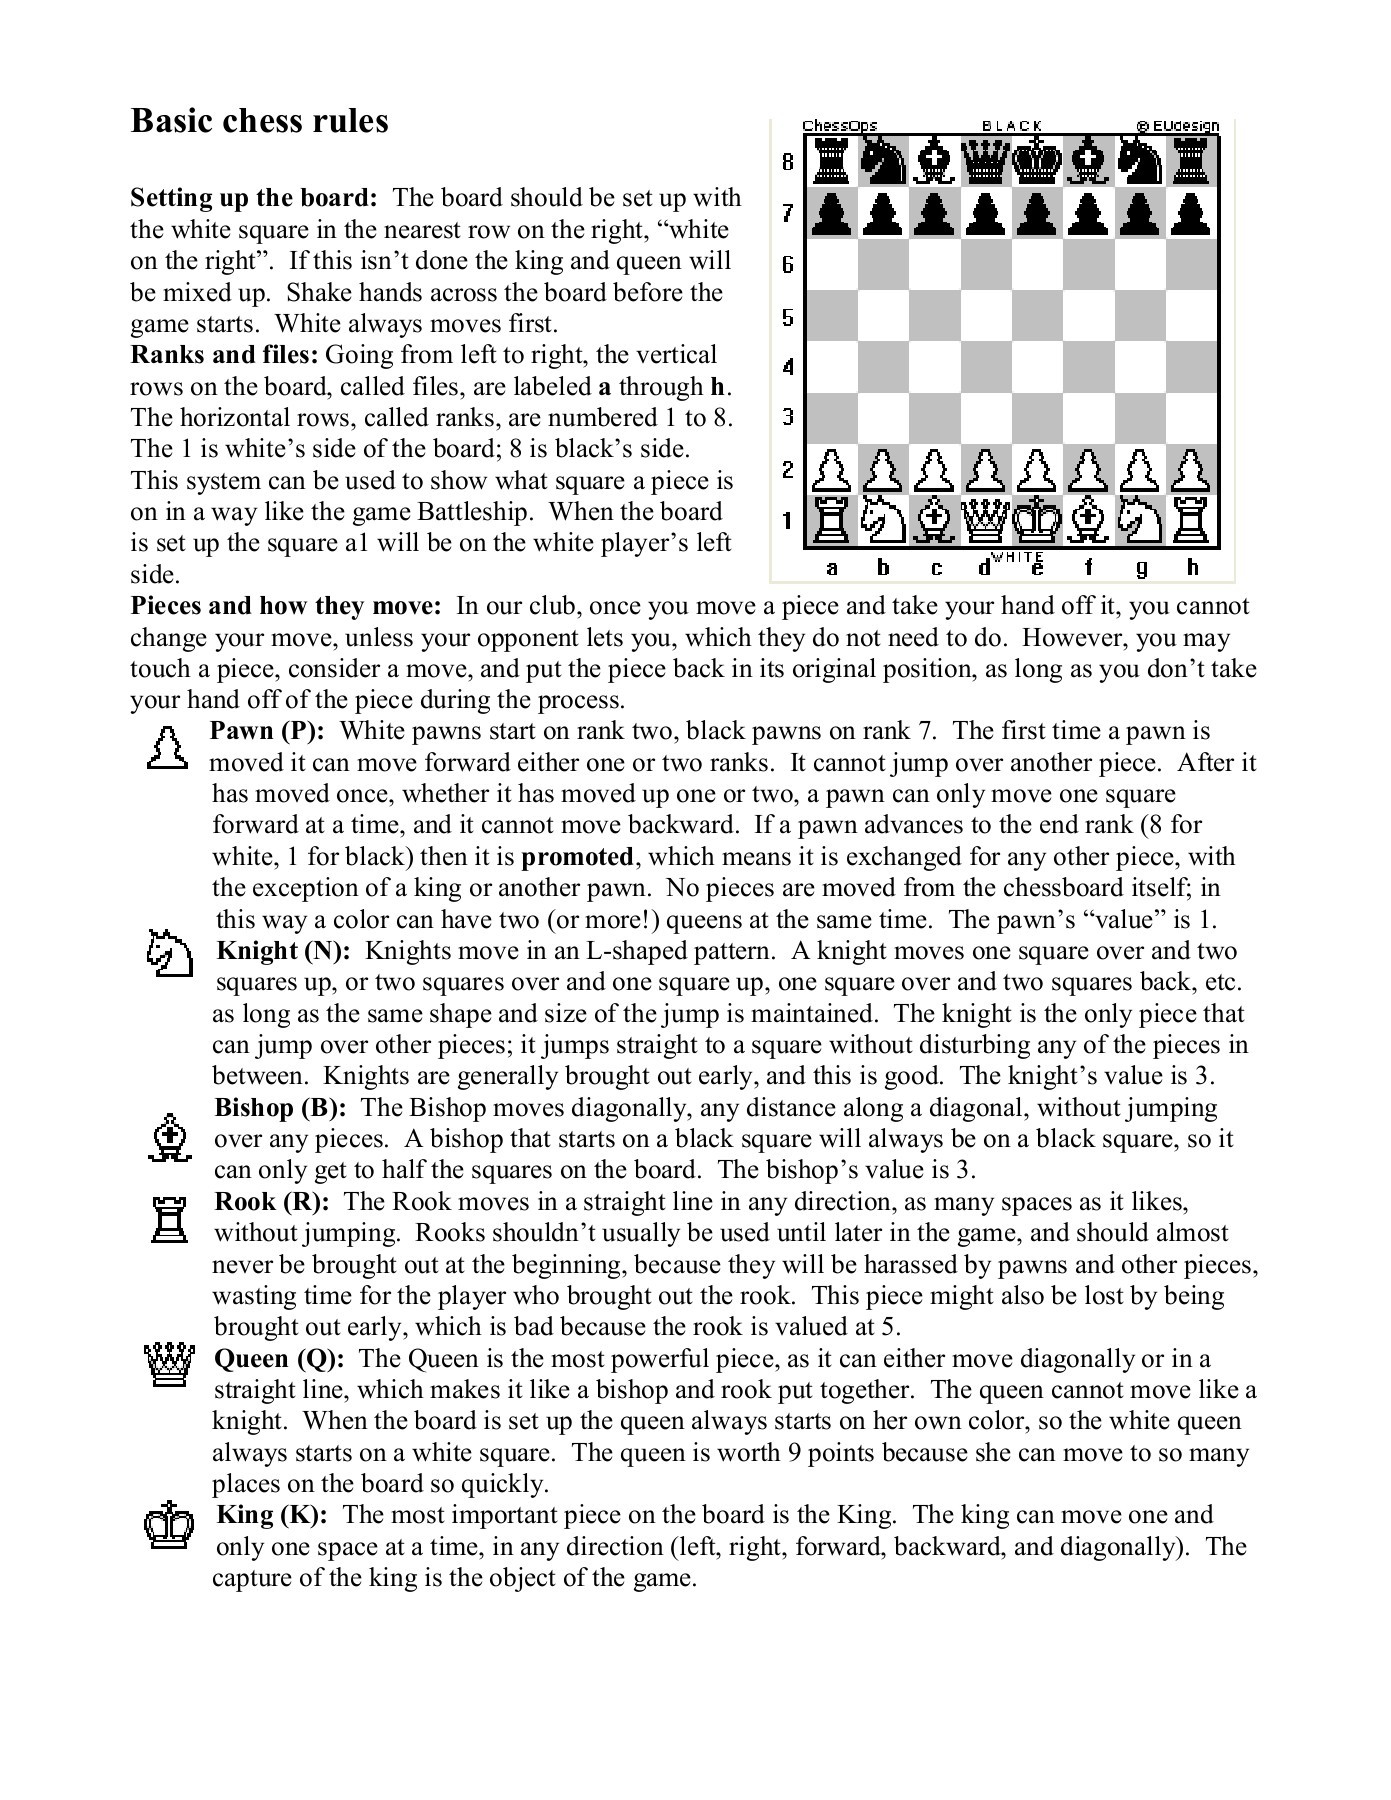 Basic chess rules
Setting up the board:  The board should be set up with
the white square in the nearest row on the right, “white
on the right”.  If this isn’t done the king and queen will
be mixed up.  Shake hands across the board before the
game starts.  White always moves first.
Ranks and files: Going from left to right, the vertical
rows on the board, called files, are labeled a through h.
The horizontal rows, called ranks, are numbered 1 to 8.
The 1 is white’s side of the board; 8 is black’s side.
This system can be used to show what square a piece is
on in a way like the game Battleship.  When the board
is set up the square a1 will be on the white player’s left
side.
ChessOps BLACK © EUdesign
8
7
6
5
4
3
2
1
WHITE
a b c d e f g h
Pieces and how they move:  In our club, once you move a piece and take your hand off it, you cannot
change your move, unless your opponent lets you, which they do not need to do.  However, you may
touch a piece, consider a move, and put the piece back in its original position, as long as you don’t take
your hand off of the piece during the process.
Pawn (P):  White pawns start on rank two, black pawns on rank 7.  The first time a pawn is
moved it can move forward either one or two ranks.  It cannot jump over another piece.  After it
has moved once, whether it has moved up one or two, a pawn can only move one square
forward at a time, and it cannot move backward.  If a pawn advances to the end rank (8 for
white, 1 for black) then it is promoted, which means it is exchanged for any other piece, with
the exception of a king or another pawn.  No pieces are moved from the chessboard itself; in
this way a color can have two (or more!) queens at the same time.  The pawn’s “value” is 1.
Knight (N):  Knights move in an L-shaped pattern.  A knight moves one square over and two
squares up, or two squares over and one square up, one square over and two squares back, etc.
as long as the same shape and size of the jump is maintained.  The knight is the only piece that
can jump over other pieces; it jumps straight to a square without disturbing any of the pieces in
between.  Knights are generally brought out early, and this is good.  The knight’s value is 3.
Bishop (B):  The Bishop moves diagonally, any distance along a diagonal, without jumping
over any pieces.  A bishop that starts on a black square will always be on a black square, so it
can only get to half the squares on the board.  The bishop’s value is 3.
Rook (R):  The Rook moves in a straight line in any direction, as many spaces as it likes,
without jumping.  Rooks shouldn’t usually be used until later in the game, and should almost
never be brought out at the beginning, because they will be harassed by pawns and other pieces,
wasting time for the player who brought out the rook.  This piece might also be lost by being
brought out early, which is bad because the rook is valued at 5.
Queen (Q):  The Queen is the most powerful piece, as it can either move diagonally or in a
straight line, which makes it like a bishop and rook put together.  The queen cannot move like a
knight.  When the board is set up the queen always starts on her own color, so the white queen
always starts on a white square.  The queen is worth 9 points because she can move to so many
places on the board so quickly.
King (K):  The most important piece on the board is the King.  The king can move one and
only one space at a time, in any direction (left, right, forward, backward, and diagonally).  The
capture of the king is the object of the game.